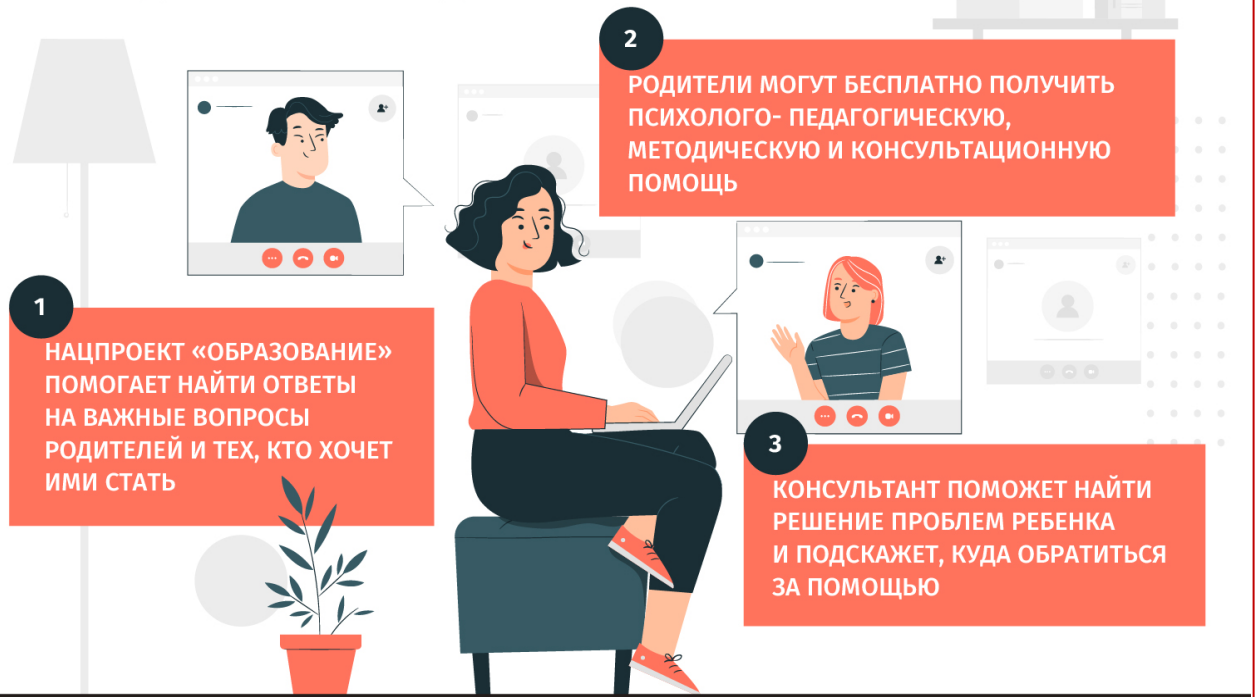 1
НАЦПРОЕКТ «ОБРАЗОВАНИЕ»
ПОМОГАЕТ НАЙТИ ОТВЕТЫ
НА ВАЖНЫЕ ВОПРОСЫ
РОДИТЕЛЕЙ И ТЕХ, КТО ХОЧЕТ
ИМИ СТАТЬ
2
РОДИТЕЛИ МОГУТ БЕСПЛАТНО ПОЛУЧИТЬ
ПСИХОЛОГО- ПЕДАГОГИЧЕСКУЮ,
МЕТОДИЧЕСКУЮ И КОНСУЛЬТАЦИОННУЮ
ПОМОЩЬ
3
КОНСУЛЬТАНТ ПОМОЖЕТ НАЙТИ
РЕШЕНИЕ ПРОБЛЕМ РЕБЕНКА
И ПОДСКАЖЕТ, КУДА ОБРАТИТЬСЯ
ЗА ПОМОЩЬЮ